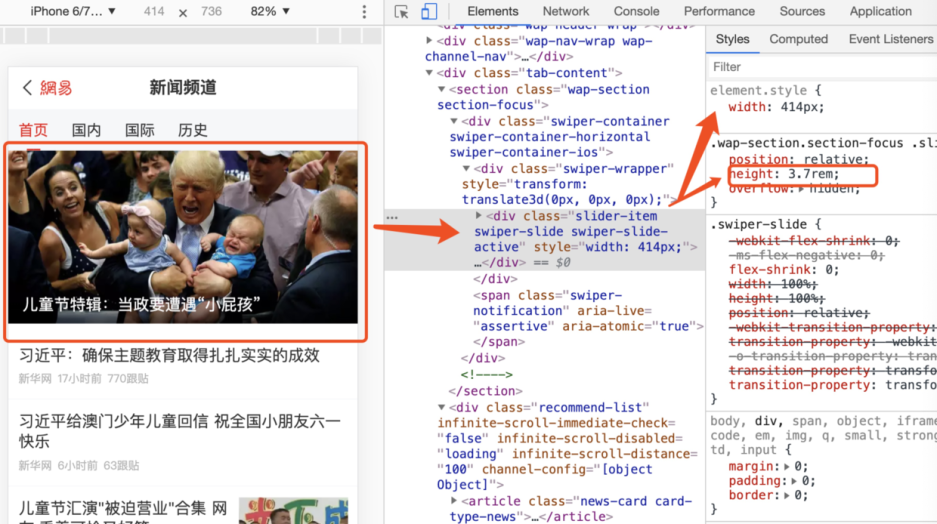 iPhone 6/7… ▼ 414 × 736 82% ▼
網易 新闻频道
首页 国内 国际 历史
儿童节特辑：当政要遭遇“小屁孩”
习近平：确保主题教育取得扎扎实实的成效
新华网 17小时前 770跟贴
习近平给澳门少年儿童回信 祝全国小朋友六一
快乐
新华网 6小时前 63跟贴
儿童节汇演"被迫营业"合集 网
Elements Network Console Performance Sources Application
▶<div class="wap-nav-wrap wap-
channel-nav">…</div>
▼<div class="tab-content">
▼<section class="wap-section
section-focus">
▼<div class="swiper-container
swiper-container-horizontal
swiper-container-ios">
▼<div class="swiper-wrapper"
style="transform:
translate3d(0px, 0px, 0px);">
… ▶<div class="slider-item
swiper-slide swiper-slide-
active" style="width: 414px;">
…</div> == $0
</div>
<span class="swiper-
notification" aria-live=
"assertive" aria-atomic="true">
</span>
</div>
<!---->
</section>
▼<div class="recommend-list"
infinite-scroll-immediate-check=
"false" infinite-scroll-disabled=
"loading" infinite-scroll-distance=
"100" channel-config="[object
Object]">
▶<article class="news-card card-
type-news">…</article>
Styles Computed Event Listeners
Filter
element.style {
width: 414px;
.wap-section.section-focus .sli
position: relative;
height: 3.7rem;
overflow:▶ hidden;
}
.swiper-slide {
-webkit-flex-shrink: 0;
-ms-flex-negative: 0;
flex-shrink: 0;
width: 100%;
height: 100%;
position: relative;
-webkit-transition-property:
transition-property: -webkit-
-o-transition-property: tran
transition-property: transfo
transition-property: transfo
}
body, div, span, object, iframe
code, em, img, q, small, strong
td, input {
margin:▶ 0;
padding:▶ 0;
border:▶ 0;
}